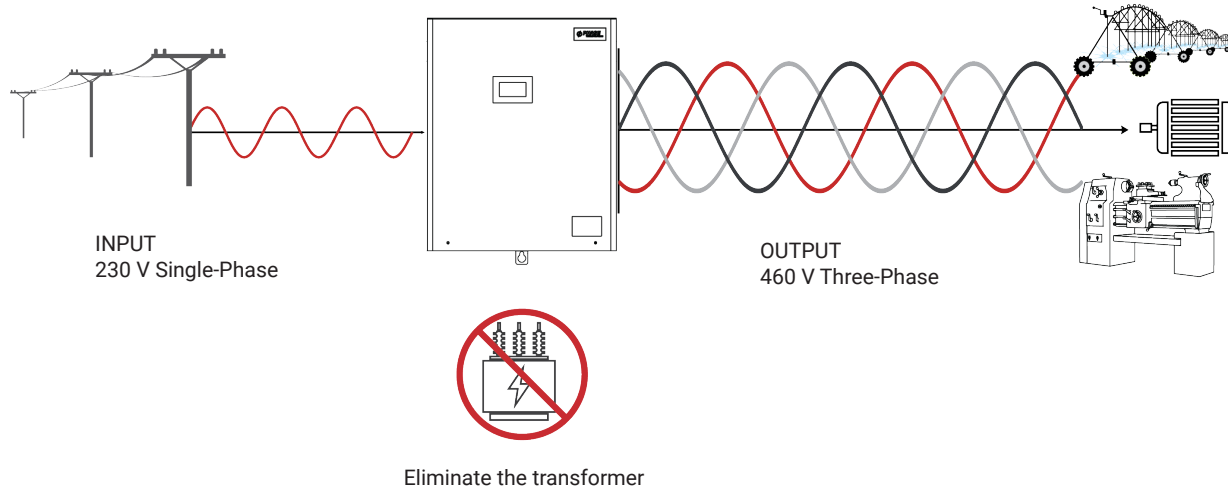 INPUT
230 V Single-Phase
OUTPUT
460 V Three-Phase
Eliminate the transformer